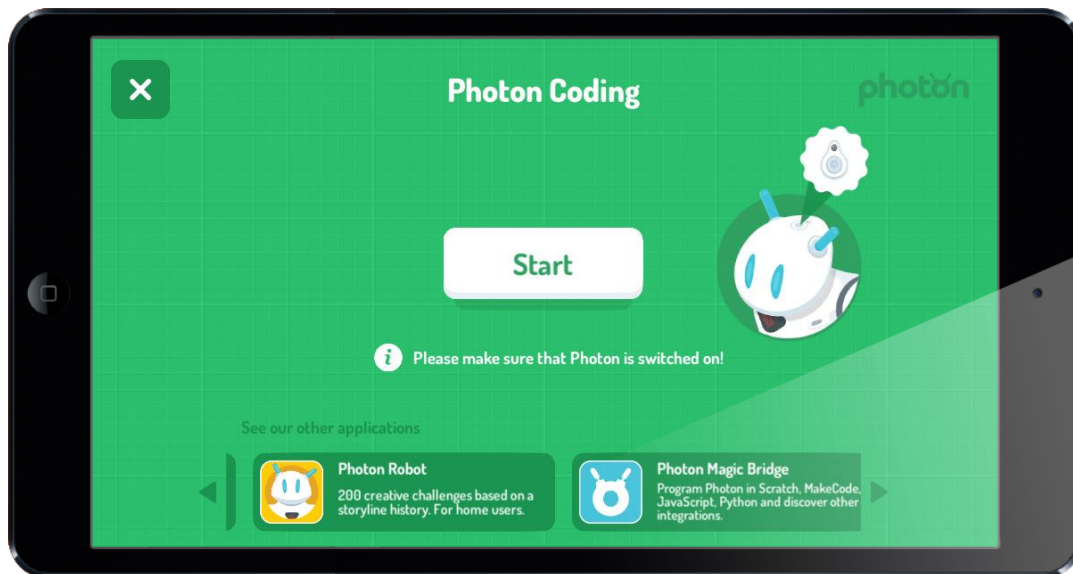 Photon Coding
photon
Start
i Please make sure that Photon is switched on!
See our other applications
Photon Robot
200 creative challenges based on a
storyline history. For home users.
Photon Magic Bridge
Program Photon in Scratch, MakeCode,
JavaScript, Python and discover other
integrations.